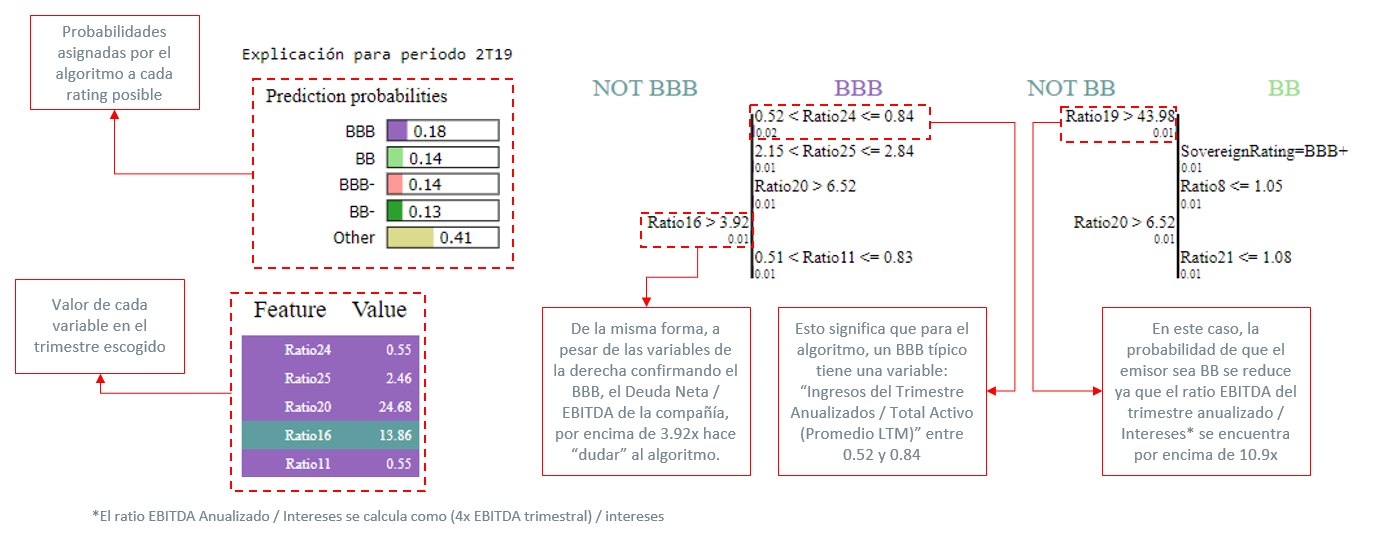 Probabilidades
asignadas por el
algoritmo a cada
rating posible
Explicación para periodo 2T19
Prediction probabilities
BBB 0.18
BB 0.14
BBB- 0.14
BB- 0.13
Other 0.41
Valor de cada
variable en el
trimestre escogido
Feature Value
Ratio24 0.55
Ratio25 2.46
Ratio20 24.68
Ratio16 13.86
Ratio11 0.55
NOT BBB BBB
0.52 < Ratio24 <= 0.84
0.02
2.15 < Ratio25 <= 2.84
0.01
Ratio20 > 6.52
0.01
Ratio16 > 3.92
0.01
0.51 < Ratio11 <= 0.83
0.01
NOT BB BB
Ratio19 > 43.98
0.01
SovereignRating=BBB+
0.01
Ratio8 <= 1.05
0.01
Ratio20 > 6.52
0.01
Ratio21 <= 1.08
0.01
De la misma forma, a
pesar de las variables de
la derecha confirmando el
BBB, el Deuda Neta /
EBITDA de la compañía,
por encima de 3.92x hace
“dudar” al algoritmo.
Esto significa que para el
algoritmo, un BBB típico
tiene una variable:
“Ingresos del Trimestre
Anualizados / Total Activo
(Promedio LTM)” entre
0.52 y 0.84
En este caso, la
probabilidad de que el
emisor sea BB se reduce
ya que el ratio EBITDA del
trimestre anualizado /
Intereses* se encuentra
por encima de 10.9x
*El ratio EBITDA Anualizado / Intereses se calcula como (4x EBITDA trimestral) / intereses